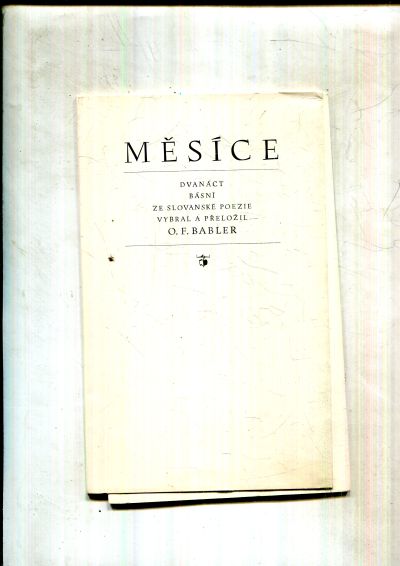 MĚSÍCE
DVANÁCT
BÁSNÍ
ZE SLOVANSKÉ POEZIE
VYBRAL A PŘELOŽIL
O. F. BABLER